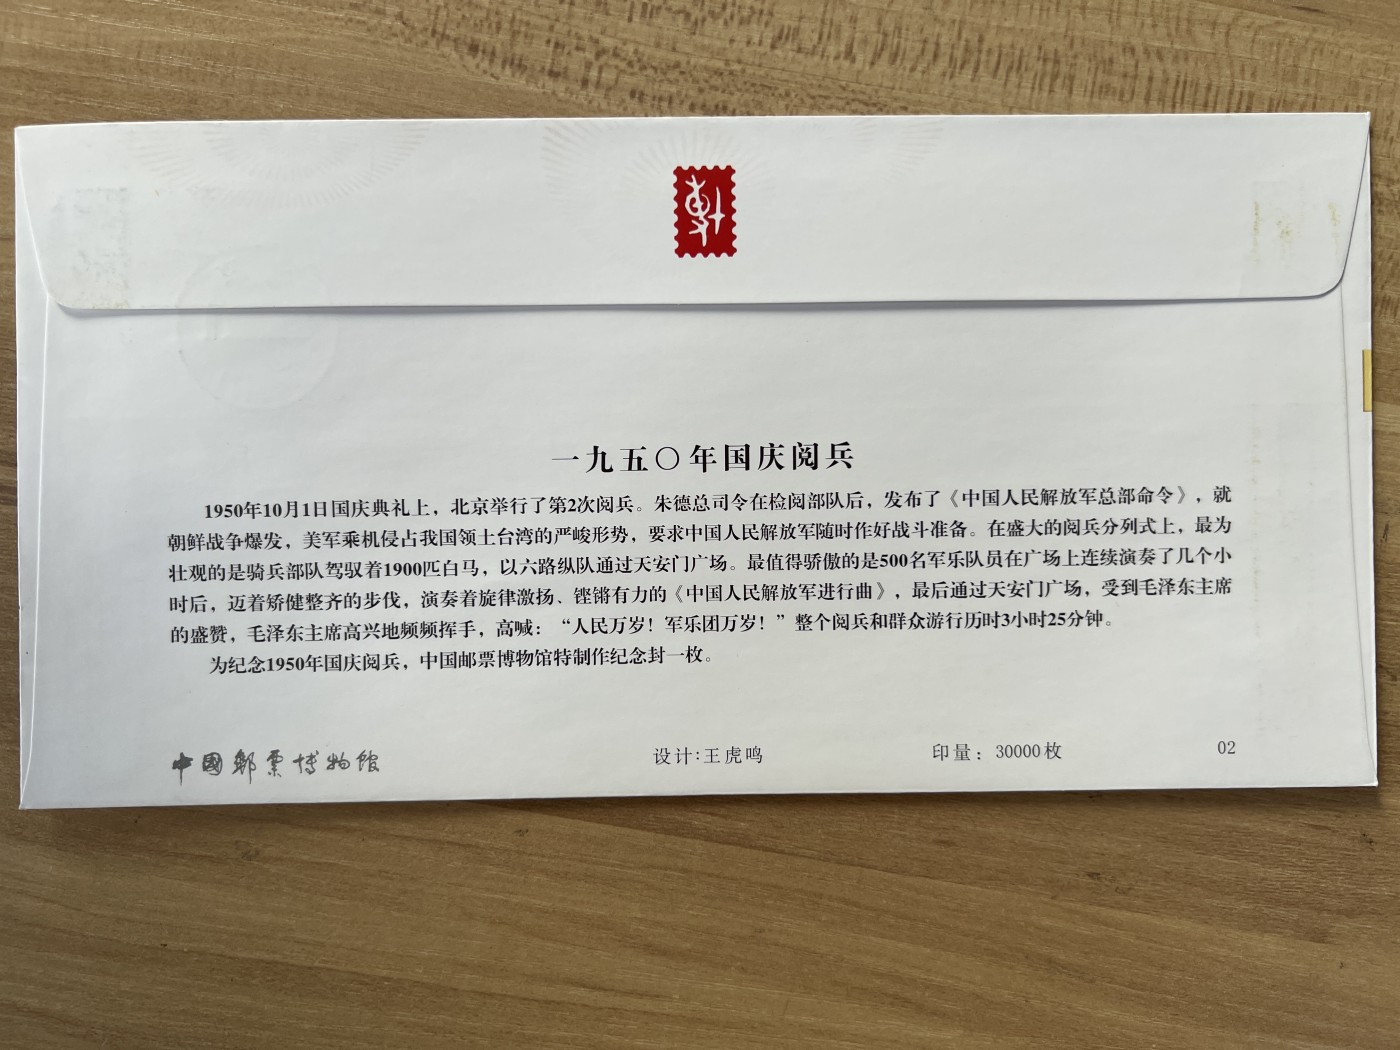 一九五〇年国庆阅兵
1950年10月1日国庆典礼上，北京举行了第2次阅兵。朱德总司令在检阅部队后，发布了《中国人民解放军总部命令》，就
朝鲜战争爆发，美军乘机侵占我国领土台湾的严峻形势，要求中国人民解放军随时作好战斗准备。在盛大的阅兵分列式上，最为
壮观的是骑兵部队驾驭着1900匹白马，以六路纵队通过天安门广场。最值得骄傲的是500名军乐队员在广场上连续演奏了几个小
时后，迈着矫健整齐的步伐，演奏着旋律激扬、铿锵有力的《中国人民解放军进行曲》，最后通过天安门广场，受到毛泽东主席
的盛赞，毛泽东主席高兴地频频挥手，高喊：“人民万岁！军乐团万岁！”整个阅兵和群众游行历时3小时25分钟。
为纪念1950年国庆阅兵，中国邮票博物馆特制作纪念封一枚。
中國郵票博物館
设计:王虎鸣
印量：30000枚
02